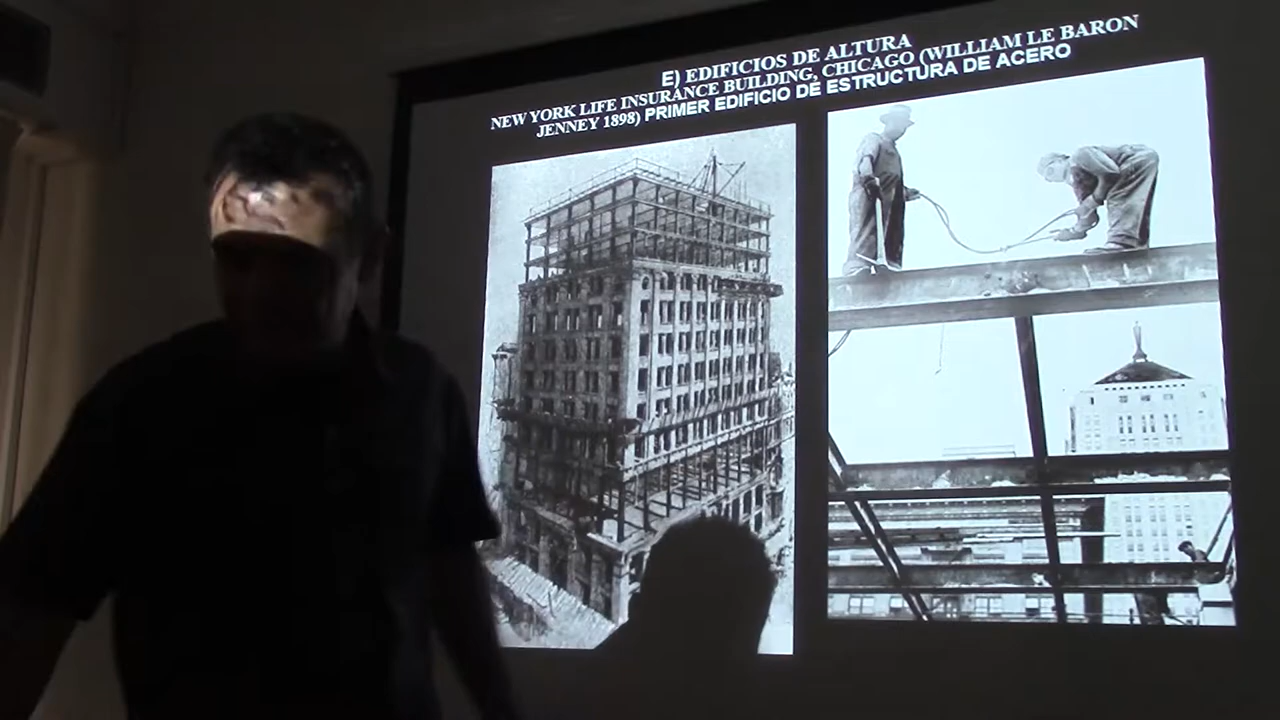 E) EDIFICIOS DE ALTURA
NEW YORK LIFE INSURANCE BUILDING, CHICAGO (WILLIAM LE BARON
JENNEY 1898) PRIMER EDIFICIO DE ESTRUCTURA DE ACERO